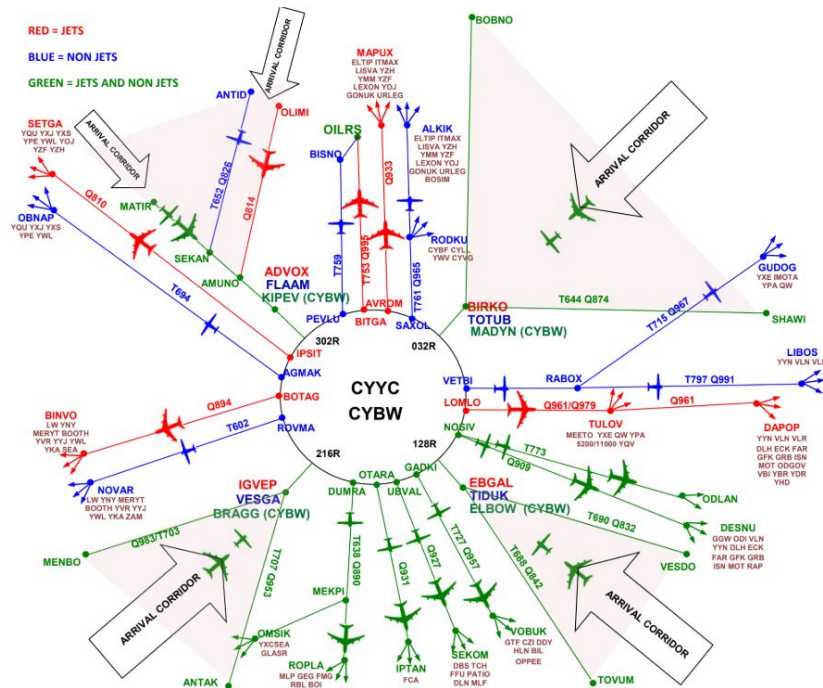 RED = JETS
BLUE = NON JETS
GREEN = JETS AND NON JETS
ARRIVAL CORRIDOR
ARRIVAL CORRIDOR
ANTID
OLIMI
T652 Q826
Q814
MATIR
SEKAN
AMUNO
SETGA
YQU YXJ YXS
YPE YWL YOJ
YZF YZH
Q810
OBNAP
YQU YXJ YXS
YPE YWL
T694
ADVOX
FLAAM
KIPEV (CYBW)
OILRS
BISNO
T759
T753 Q995
MAPUX
ELTIP ITMAX
LISVA YZH
YMM YZF
LEXON YOJ
GONUK URLEG
Q933
ALKIK
ELTIP ITMAX
LISVA YZH
YMM YZF
LEXON YOJ
GONUK URLEG
BOSIM
RODKU
CYBF CYLL
YWV CYVG
T761 Q965
BOBNO
ARRIVAL CORRIDOR
T644 Q874
SHAWI
BIRKO
TOTUB
MADYN (CYBW)
GUDOG
YXE IMOTA
YPA QW
T715 Q967
PEVLU
BITGA
AVROM
SAXOL
302R
032R
IPSIT
AGMAK
BOTAG
ROVMA
CYYC
CYBW
VETBI
LOMLO
NOSIV
RABOX
T797 Q991
LIBOS
YYN VLN
Q961/Q979
TULOV
MEETO YXE QW YPA
5200/11000 YQV
Q961
DAPOP
YYN VLN VLR
DLH ECK FAR
GFK GRB ISN
MOT ODGOV
VBI YBR YDR
YHD
Q894
BINVO
LW YNY
MERYT BOOTH
YVR YYJ YWL
YKA SEA
T602
NOVAR
LW YNY MERYT
BOOTH YVR YYJ
YWL YKA ZAM
216R
128R
IGVEP
VESGA
BRAGG (CYBW)
DUMRA
OTARA
UBVAL
GADKI
EBGAL
TIDUK
ELBOW (CYBW)
T773
Q909
ODLAN
DESNU
GGW ODI VLN
YYN DLH ECK
FAR GFK GRB
ISN MOT RAP
T690 Q832
VESDO
T688 Q842
ARRIVAL CORRIDOR
TOVUM
MENBO
Q983/T703
T707 Q953
ARRIVAL CORRIDOR
ANTAK
T638 Q890
MEKPI
OMSIK
YXCSEA
GLASR
ROPLA
MLP GEG FMG
RBL BOI
Q931
IPTAN
FCA
Q927
SEKOM
DBS TCH
FFU PATIO
DLN MLF
T727 Q957
VOBUK
GTF CZI DDY
HLN BIL
OPPEE